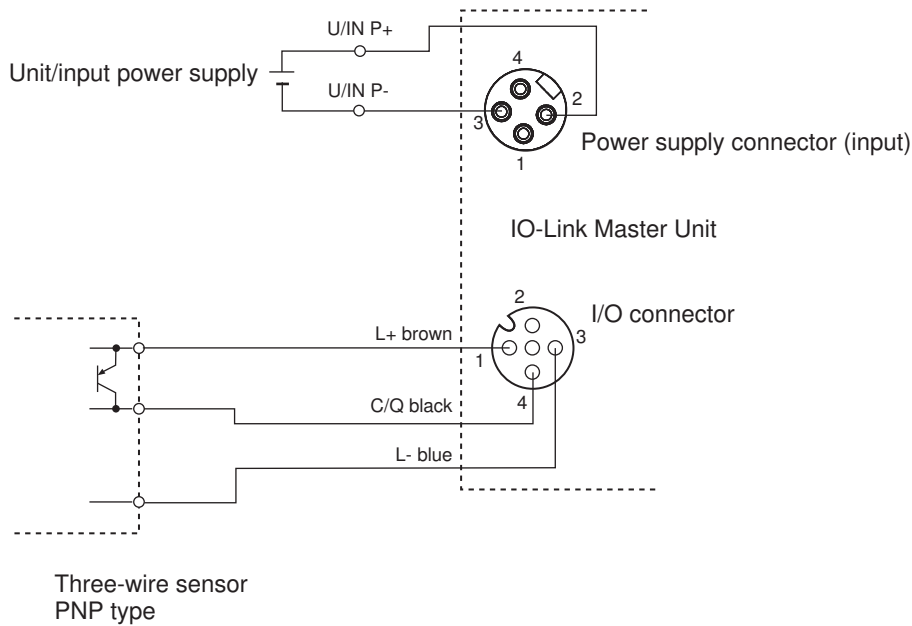 U/IN P+
Unit/input power supply
U/IN P-
4
2
3
1
Power supply connector (input)
IO-Link Master Unit
2
I/O connector
L+ brown
1
3
4
C/Q black
L- blue
Three-wire sensor
PNP type